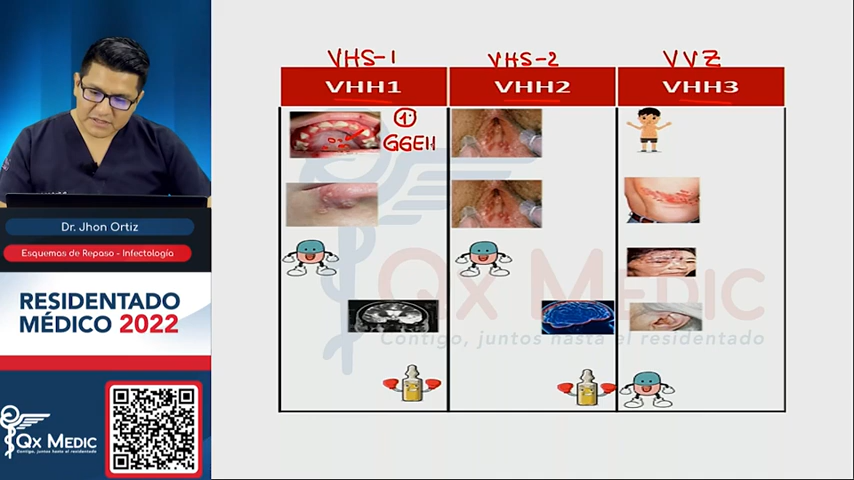 VHS-1
VHS-2
VVZ
VHH1
VHH2
VHH3
1°
GGEH
Dr. Jhon Ortiz
Esquemas de Repaso - Infectología
RESIDENTADO
MÉDICO 2022
QX MEDIC
Contigo, juntos hasta el residentado
QX MEDIC
Contigo, juntos hasta el residentado